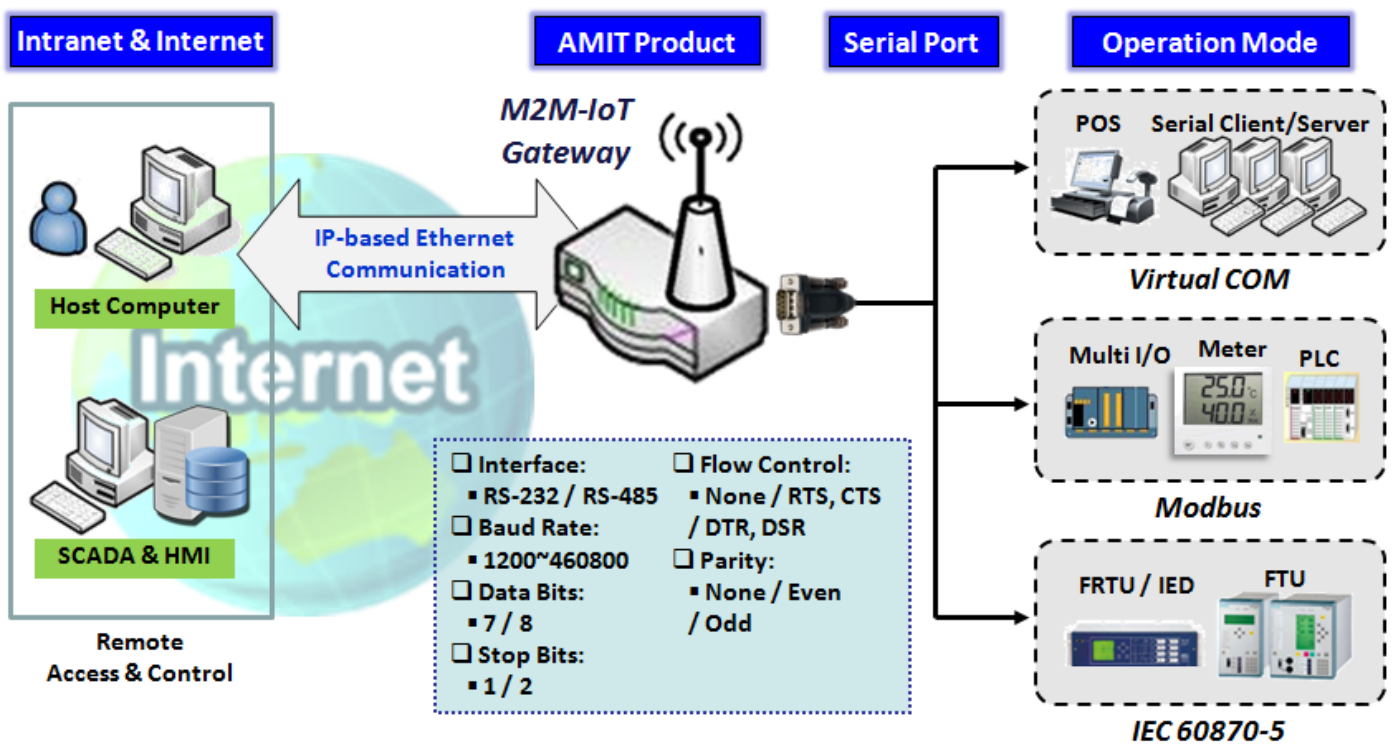 Intranet & Internet
AMIT Product
Serial Port
Operation Mode
M2M-IoT
Gateway
IP-based Ethernet
Communication
Host Computer
Internet
SCADA & HMI
Remote
Access & Control
❑ Interface:
▪ RS-232 / RS-485
❑ Baud Rate:
▪ 1200~460800
❑ Data Bits:
▪ 7 / 8
❑ Stop Bits:
▪ 1 / 2
❑ Flow Control:
▪ None / RTS, CTS
/ DTR, DSR
❑ Parity:
▪ None / Even
/ Odd
POS
Serial Client/Server
Virtual COM
Multi I/O
Meter
PLC
25.0 °C
40.0 %
Modbus
FRTU / IED
FTU
IEC 60870-5